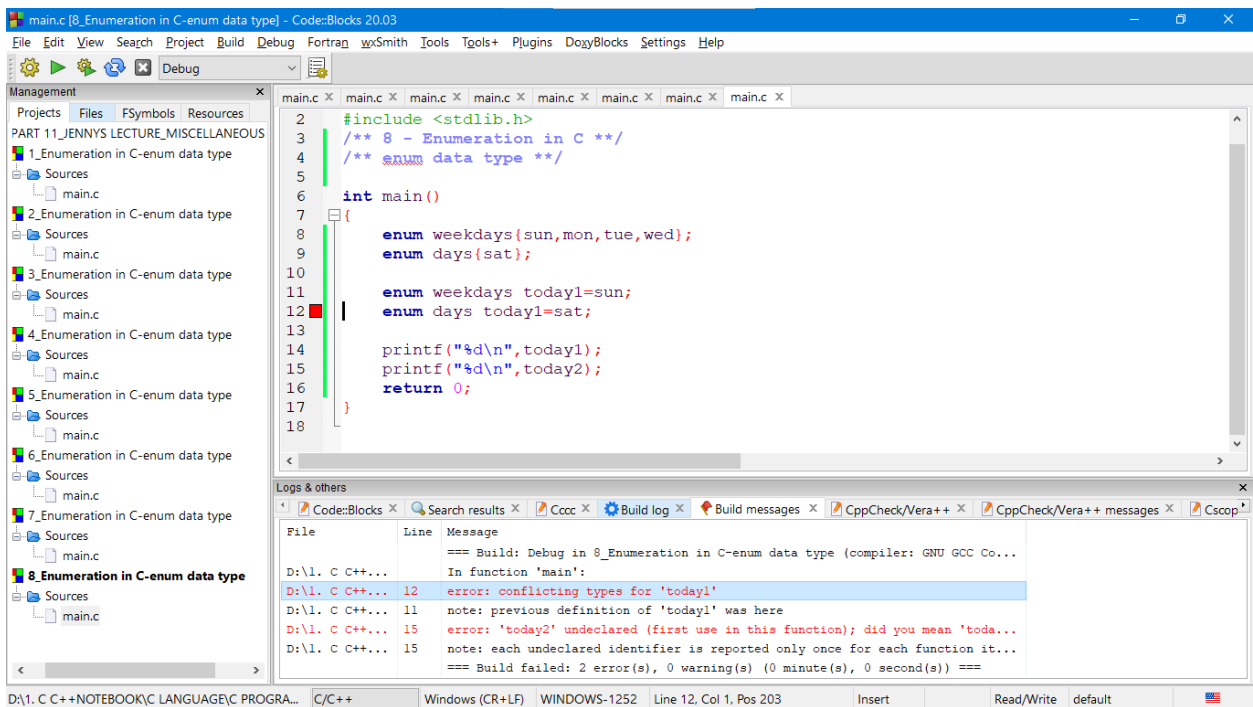 main.c [8_Enumeration in C-enum data type] - Code::Blocks 20.03
File Edit View Search Project Build Debug Fortran wxSmith Tools Tools+ Plugins DoxyBlocks Settings Help
Debug
Management
Projects Files FSymbols Resources
PART 11_JENNYS LECTURE_MISCELLANEOUS
1_Enumeration in C-enum data type
Sources
main.c
2_Enumeration in C-enum data type
Sources
main.c
3_Enumeration in C-enum data type
Sources
main.c
4_Enumeration in C-enum data type
Sources
main.c
5_Enumeration in C-enum data type
Sources
main.c
6_Enumeration in C-enum data type
Sources
main.c
7_Enumeration in C-enum data type
Sources
main.c
8_Enumeration in C-enum data type
Sources
main.c
main.c main.c main.c main.c main.c main.c main.c main.c
2 #include <stdlib.h>
3 /** 8 - Enumeration in C **/
4 /** enum data type **/
5
6 int main()
7 {
8 enum weekdays{sun,mon,tue,wed};
9 enum days{sat};
10
11 enum weekdays today1=sun;
12 enum days today1=sat;
13
14 printf("%d\n",today1);
15 printf("%d\n",today2);
16 return 0;
17 }
18
Logs & others
Code::Blocks Search results Cccc Build log Build messages CppCheck/Vera++ CppCheck/Vera++ messages Cscop
File Line Message
=== Build: Debug in 8_Enumeration in C-enum data type (compiler: GNU GCC Co...
D:\1. C C++... In function 'main':
D:\1. C C++... 12 error: conflicting types for 'today1'
D:\1. C C++... 11 note: previous definition of 'today1' was here
D:\1. C C++... 15 error: 'today2' undeclared (first use in this function); did you mean 'toda...
D:\1. C C++... 15 note: each undeclared identifier is reported only once for each function it...
=== Build failed: 2 error(s), 0 warning(s) (0 minute(s), 0 second(s)) ===
D:\1. C C++NOTEBOOK\C LANGUAGE\C PROGRA... C/C++ Windows (CR+LF) WINDOWS-1252 Line 12, Col 1, Pos 203 Insert Read/Write default